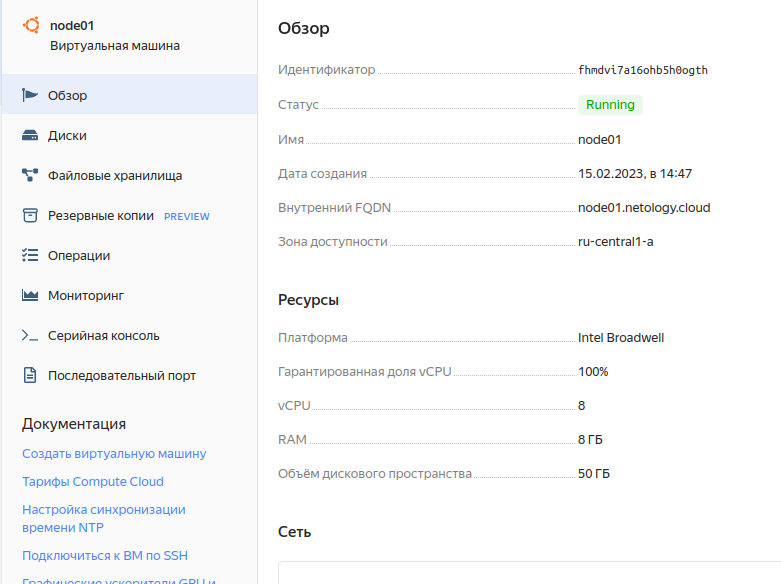 node01
Виртуальная машина
Обзор
Диски
Файловые хранилища
Резервные копии PREVIEW
Операции
Мониторинг
Серийная консоль
Последовательный порт
Документация
Создать виртуальную машину
Тарифы Compute Cloud
Настройка синхронизации
времени NTP
Подключиться к ВМ по SSH
Графические ускорители GPU и
Обзор
Идентификатор fhmdvi7a16ohb5h0ogth
Статус Running
Имя node01
Дата создания 15.02.2023, в 14:47
Внутренний FQDN node01.netology.cloud
Зона доступности ru-central1-a
Ресурсы
Платформа Intel Broadwell
Гарантированная доля vCPU 100%
vCPU 8
RAM 8 ГБ
Объём дискового пространства 50 ГБ
Сеть